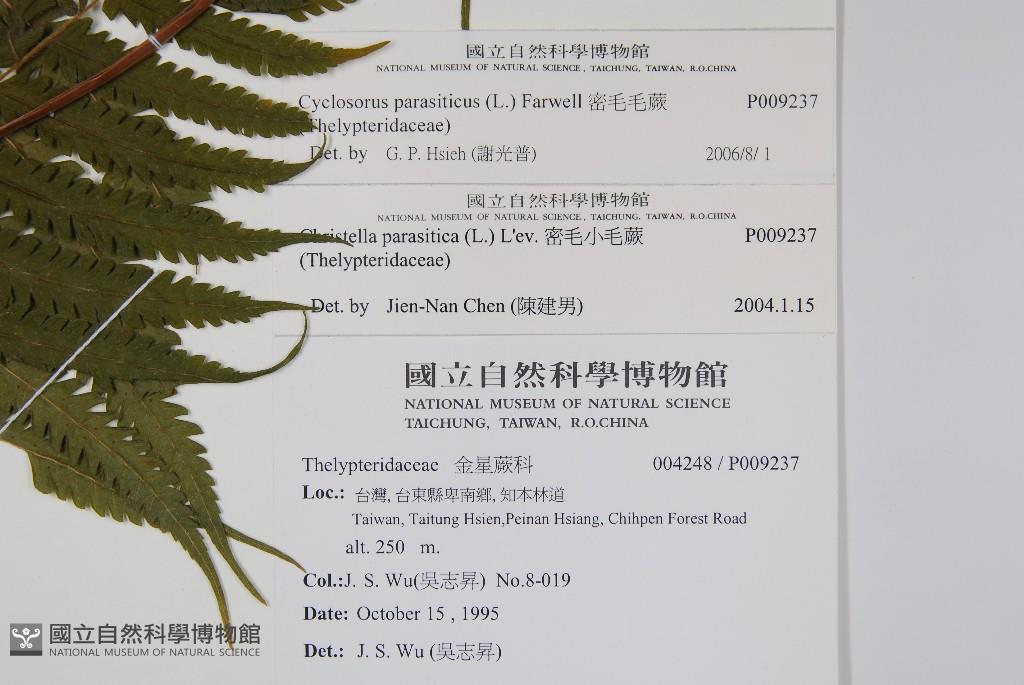 國立自然科學博物館
NATIONAL MUSEUM OF NATURAL SCIENCE, TAICHUNG, TAIWAN, R.O.CHINA
Cyclosorus parasiticus (L.) Farwell 密毛毛蕨 P009237
(Thelypteridaceae)
Det. by G. P. Hsieh (謝光普) 2006/8/ 1
國立自然科學博物館
NATIONAL MUSEUM OF NATURAL SCIENCE, TAICHUNG, TAIWAN, R.O.CHINA
Christella parasitica (L.) L'ev. 密毛小毛蕨 P009237
(Thelypteridaceae)
Det. by Jien-Nan Chen (陳建男) 2004.1.15
國立自然科學博物館
NATIONAL MUSEUM OF NATURAL SCIENCE
TAICHUNG, TAIWAN, R.O.CHINA
Thelypteridaceae 金星蕨科 004248 / P009237
Loc.: 台灣, 台東縣卑南鄉, 知本林道
Taiwan, Taitung Hsien,Peinan Hsiang, Chihpen Forest Road
alt. 250 m.
Col.:J. S. Wu(吳志昇) No.8-019
Date: October 15 , 1995
Det.: J. S. Wu (吳志昇)
國立自然科學博物館
NATIONAL MUSEUM OF NATURAL SCIENCE